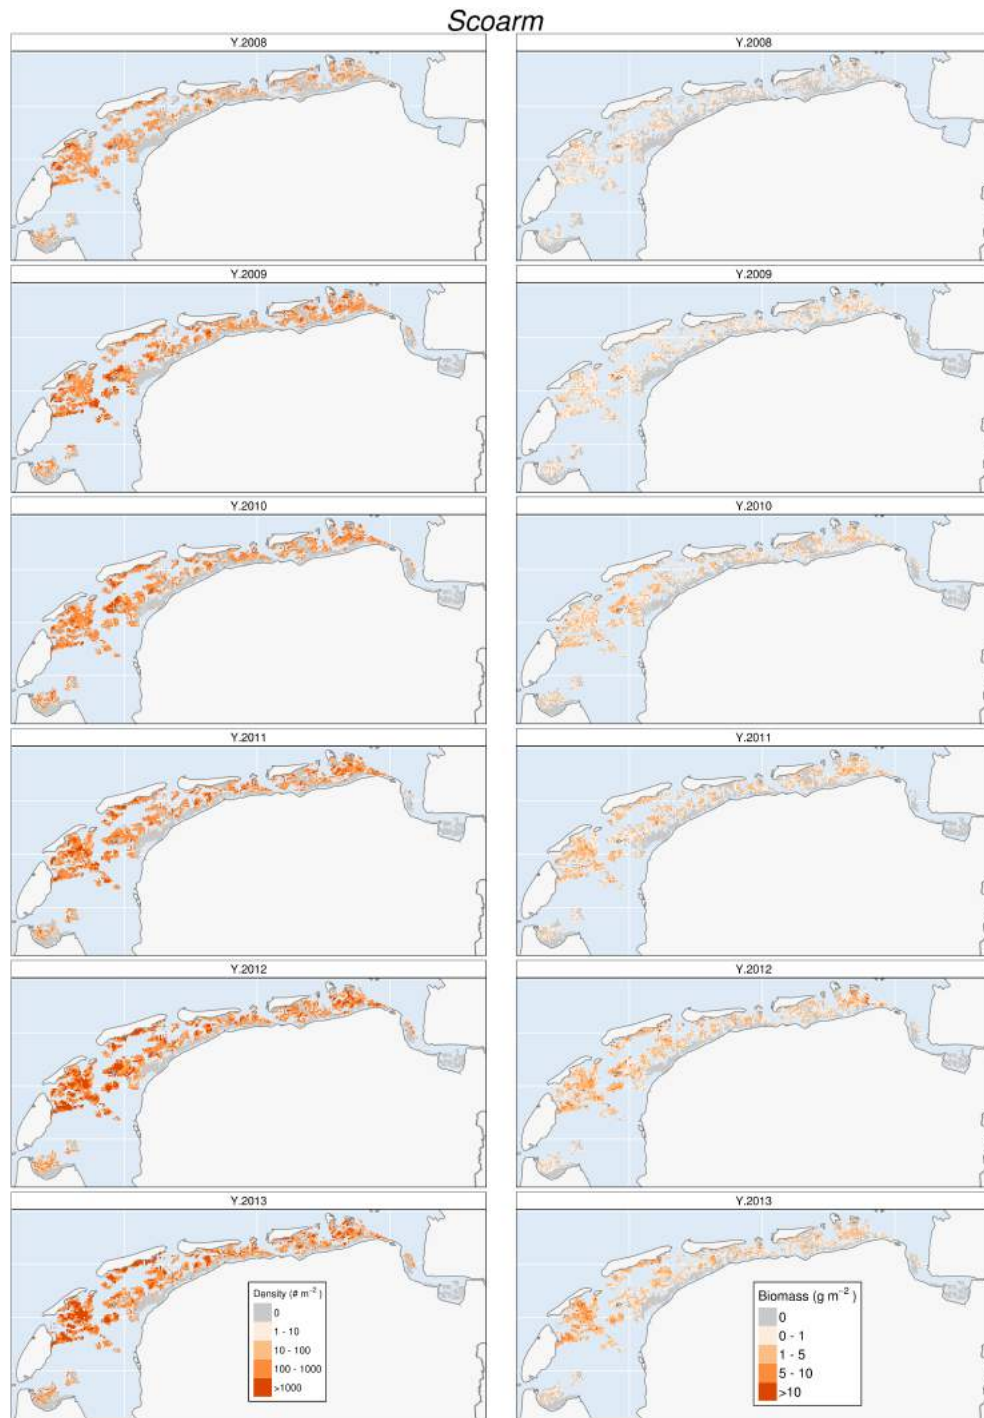 Scoarm
Y.2008
Y.2008
Y.2009
Y.2009
Y.2010
Y.2010
Y.2011
Y.2011
Y.2012
Y.2012
Y.2013
Y.2013
Density (# m⁻²)
0
1 - 10
10 - 100
100 - 1000
>1000
Biomass (g m⁻²)
0
0 - 1
1 - 5
5 - 10
>10